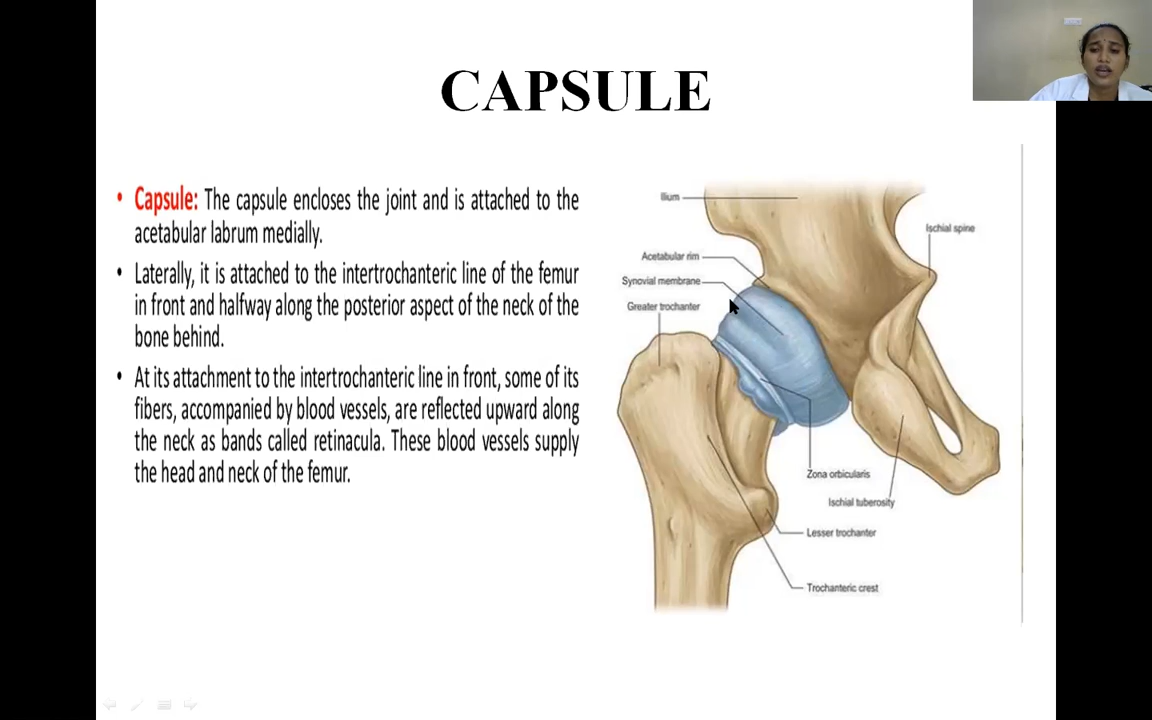 CAPSULE
• Capsule: The capsule encloses the joint and is attached to the
acetabular labrum medially.
• Laterally, it is attached to the intertrochanteric line of the femur
in front and halfway along the posterior aspect of the neck of the
bone behind.
• At its attachment to the intertrochanteric line in front, some of its
fibers, accompanied by blood vessels, are reflected upward along
the neck as bands called retinacula. These blood vessels supply
the head and neck of the femur.
Ilium
Ischial spine
Acetabular rim
Synovial membrane
Greater trochanter
Zona orbicularis
Ischial tuberosity
Lesser trochanter
Trochanteric crest